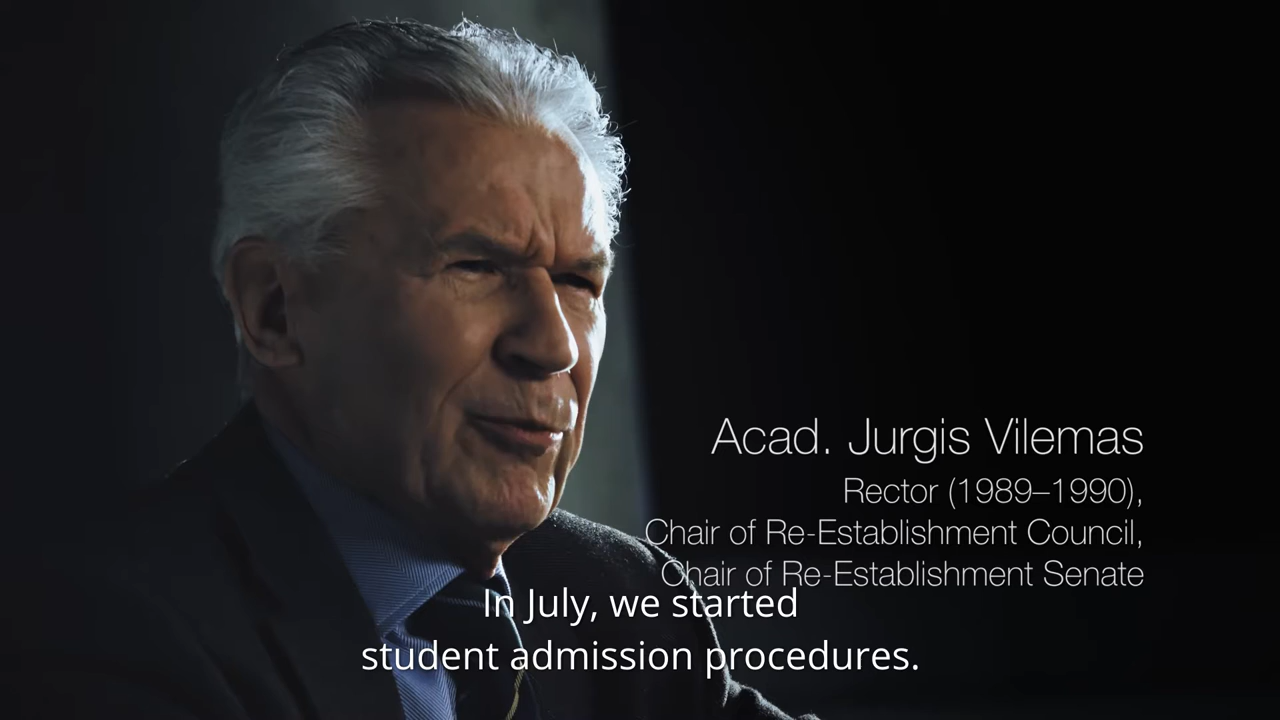 Acad. Jurgis Vilemas
Rector (1989–1990),
Chair of Re-Establishment Council,
Chair of Re-Establishment Senate
In July, we started
student admission procedures.